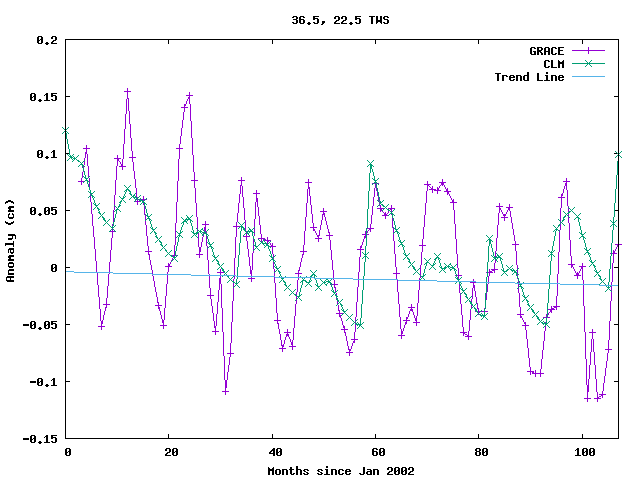 36.5, 22.5 TWS
GRACE
CLM
Trend Line
0.2
0.15
0.1
0.05
0
-0.05
-0.1
-0.15
Anomaly (cm)
0 20 40 60 80 100
Months since Jan 2002